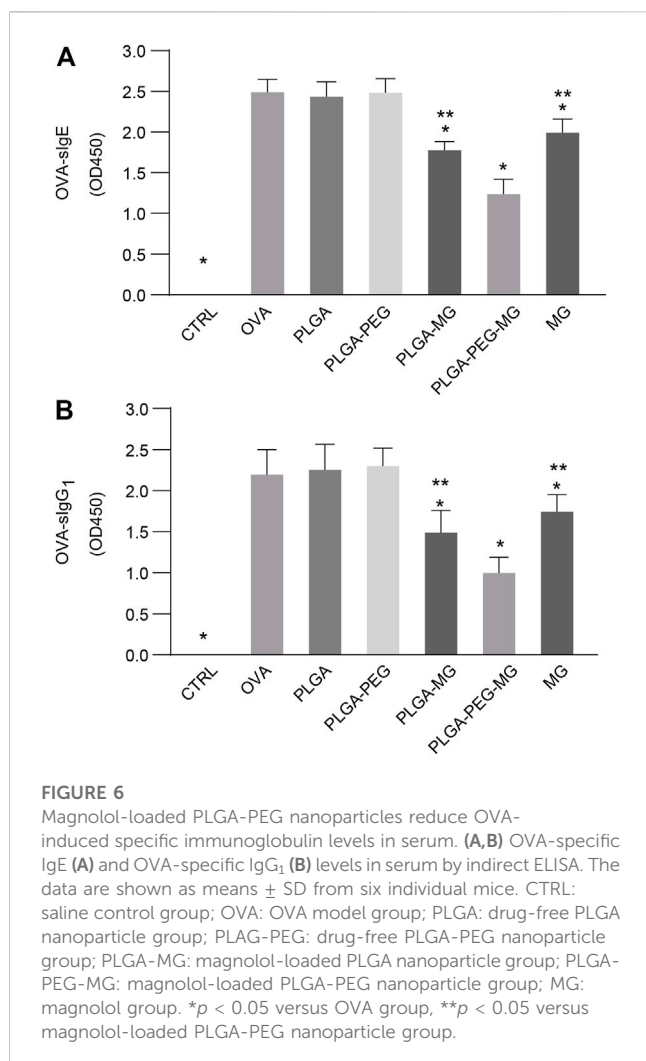 A
3.0
2.5
2.0
1.5
1.0
0.5
0.0
OVA-sIgE
(OD450)
*
**
*
*
**
*
CTRL
OVA
PLGA
PLGA-PEG
PLGA-MG
PLGA-PEG-MG
MG
B
3.0
2.5
2.0
1.5
1.0
0.5
0.0
OVA-sIgG1
(OD450)
*
**
*
*
**
*
CTRL
OVA
PLGA
PLGA-PEG
PLGA-MG
PLGA-PEG-MG
MG
FIGURE 6
Magnolol-loaded PLGA-PEG nanoparticles reduce OVA-
induced specific immunoglobulin levels in serum. (A,B) OVA-specific
IgE (A) and OVA-specific IgG1 (B) levels in serum by indirect ELISA. The
data are shown as means ± SD from six individual mice. CTRL:
saline control group; OVA: OVA model group; PLGA: drug-free PLGA
nanoparticle group; PLAG-PEG: drug-free PLGA-PEG nanoparticle
group; PLGA-MG: magnolol-loaded PLGA nanoparticle group; PLGA-
PEG-MG: magnolol-loaded PLGA-PEG nanoparticle group; MG:
magnolol group. *p < 0.05 versus OVA group, **p < 0.05 versus
magnolol-loaded PLGA-PEG nanoparticle group.